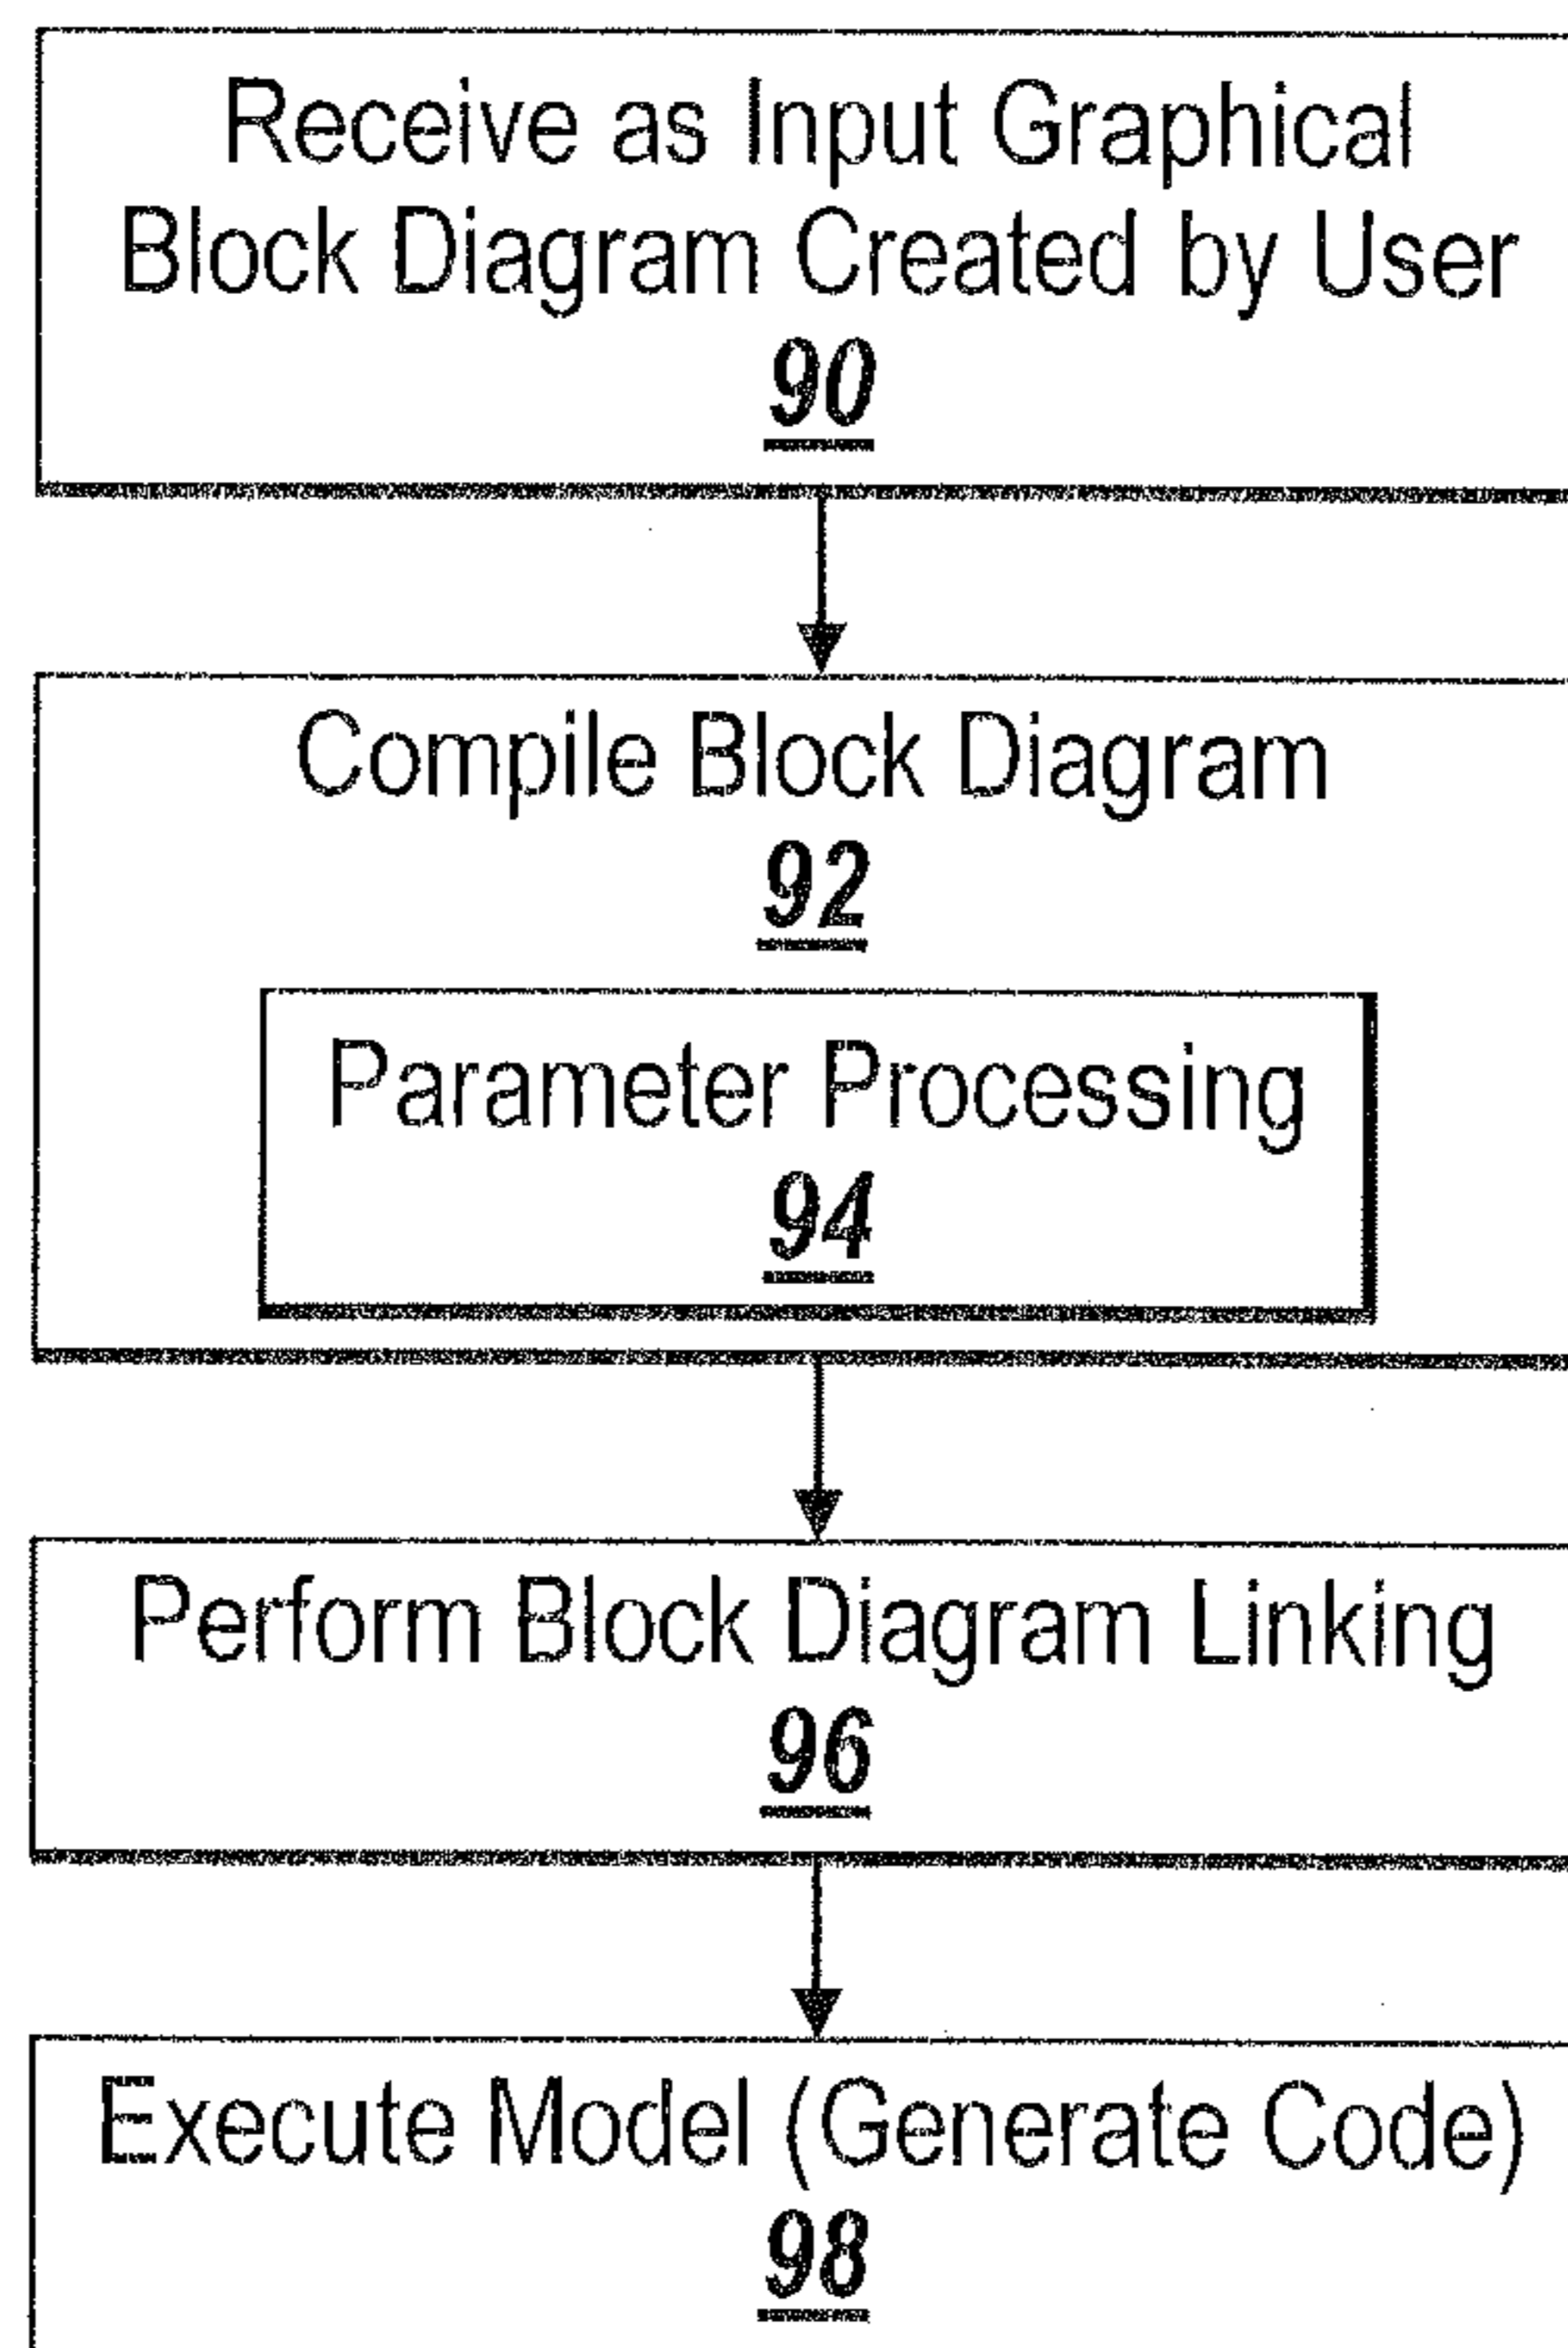 Receive as Input Graphical
Block Diagram Created by User
90
Compile Block Diagram
92
Parameter Processing
94
Perform Block Diagram Linking
96
Execute Model (Generate Code)
98